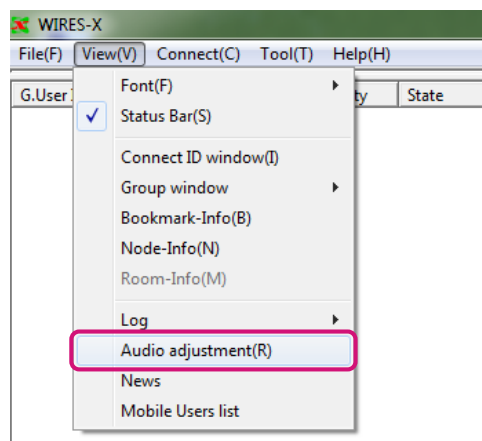 WIRES-X
File(F) View(V) Connect(C) Tool(T) Help(H)
G.User ty State
Font(F)
Status Bar(S)
Connect ID window(I)
Group window
Bookmark-Info(B)
Node-Info(N)
Room-Info(M)
Log
Audio adjustment(R)
News
Mobile Users list